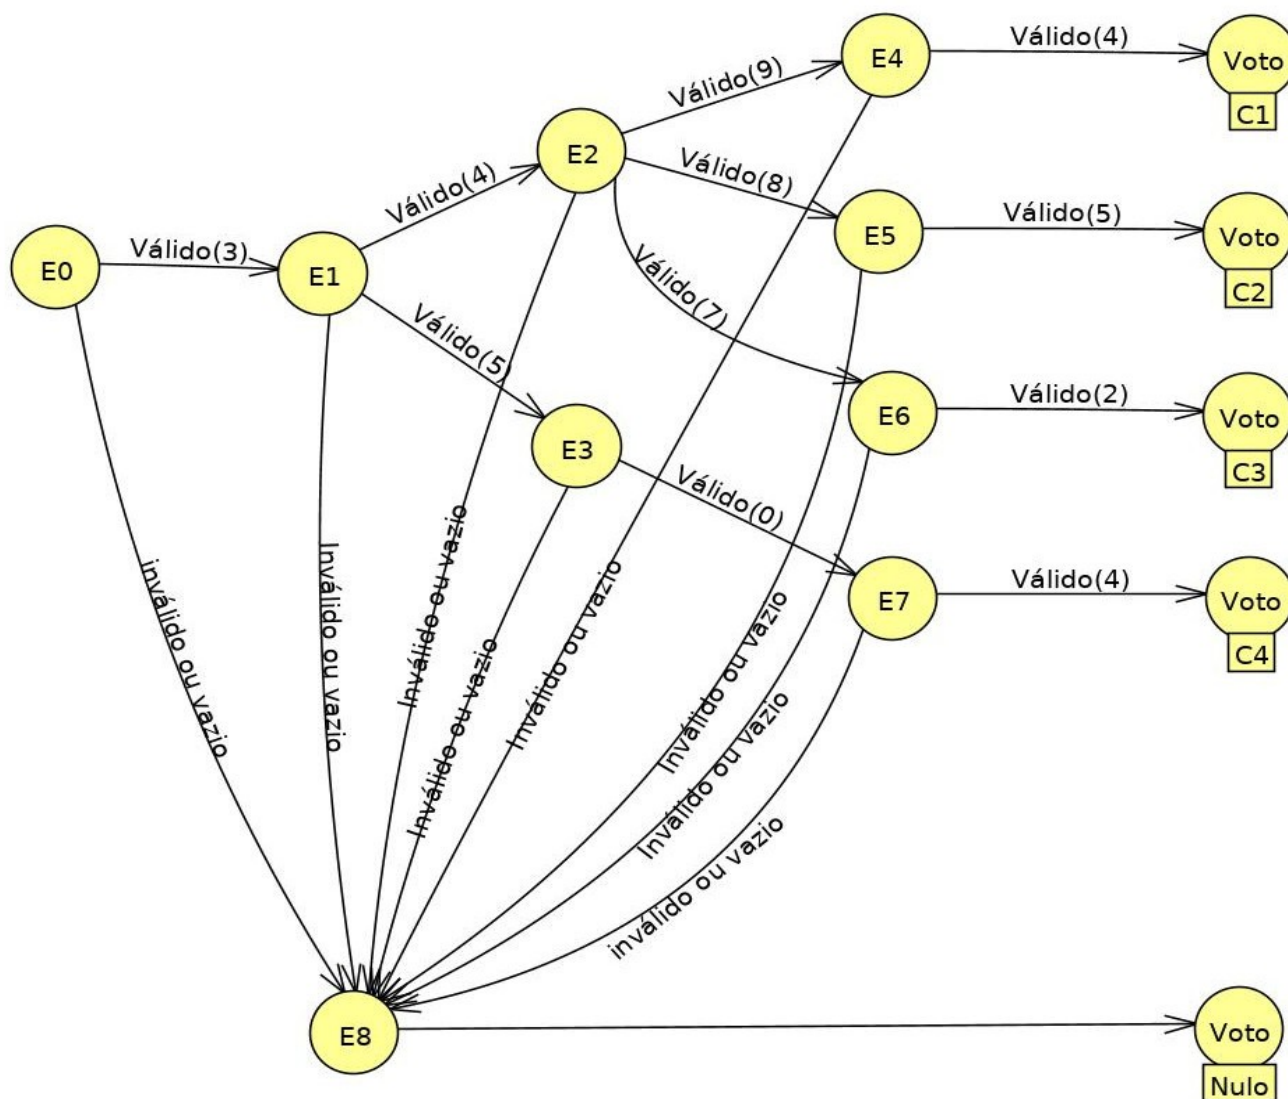 E4
Válido(4)
Voto
C1
Válido(9)
E2
Válido(4)
Válido(8)
E5
Válido(5)
Voto
C2
E0
Válido(3)
E1
Válido(7)
Válido(5)
E6
Válido(2)
Voto
C3
E3
Válido(0)
E7
Válido(4)
Voto
C4
inválido ou vazio
Inválido ou vazio
Inválido ou vazio
Inválido ou vazio
Inválido ou vazio
Inválido ou vazio
Inválido ou vazio
inválido ou vazio
E8
Voto
Nulo